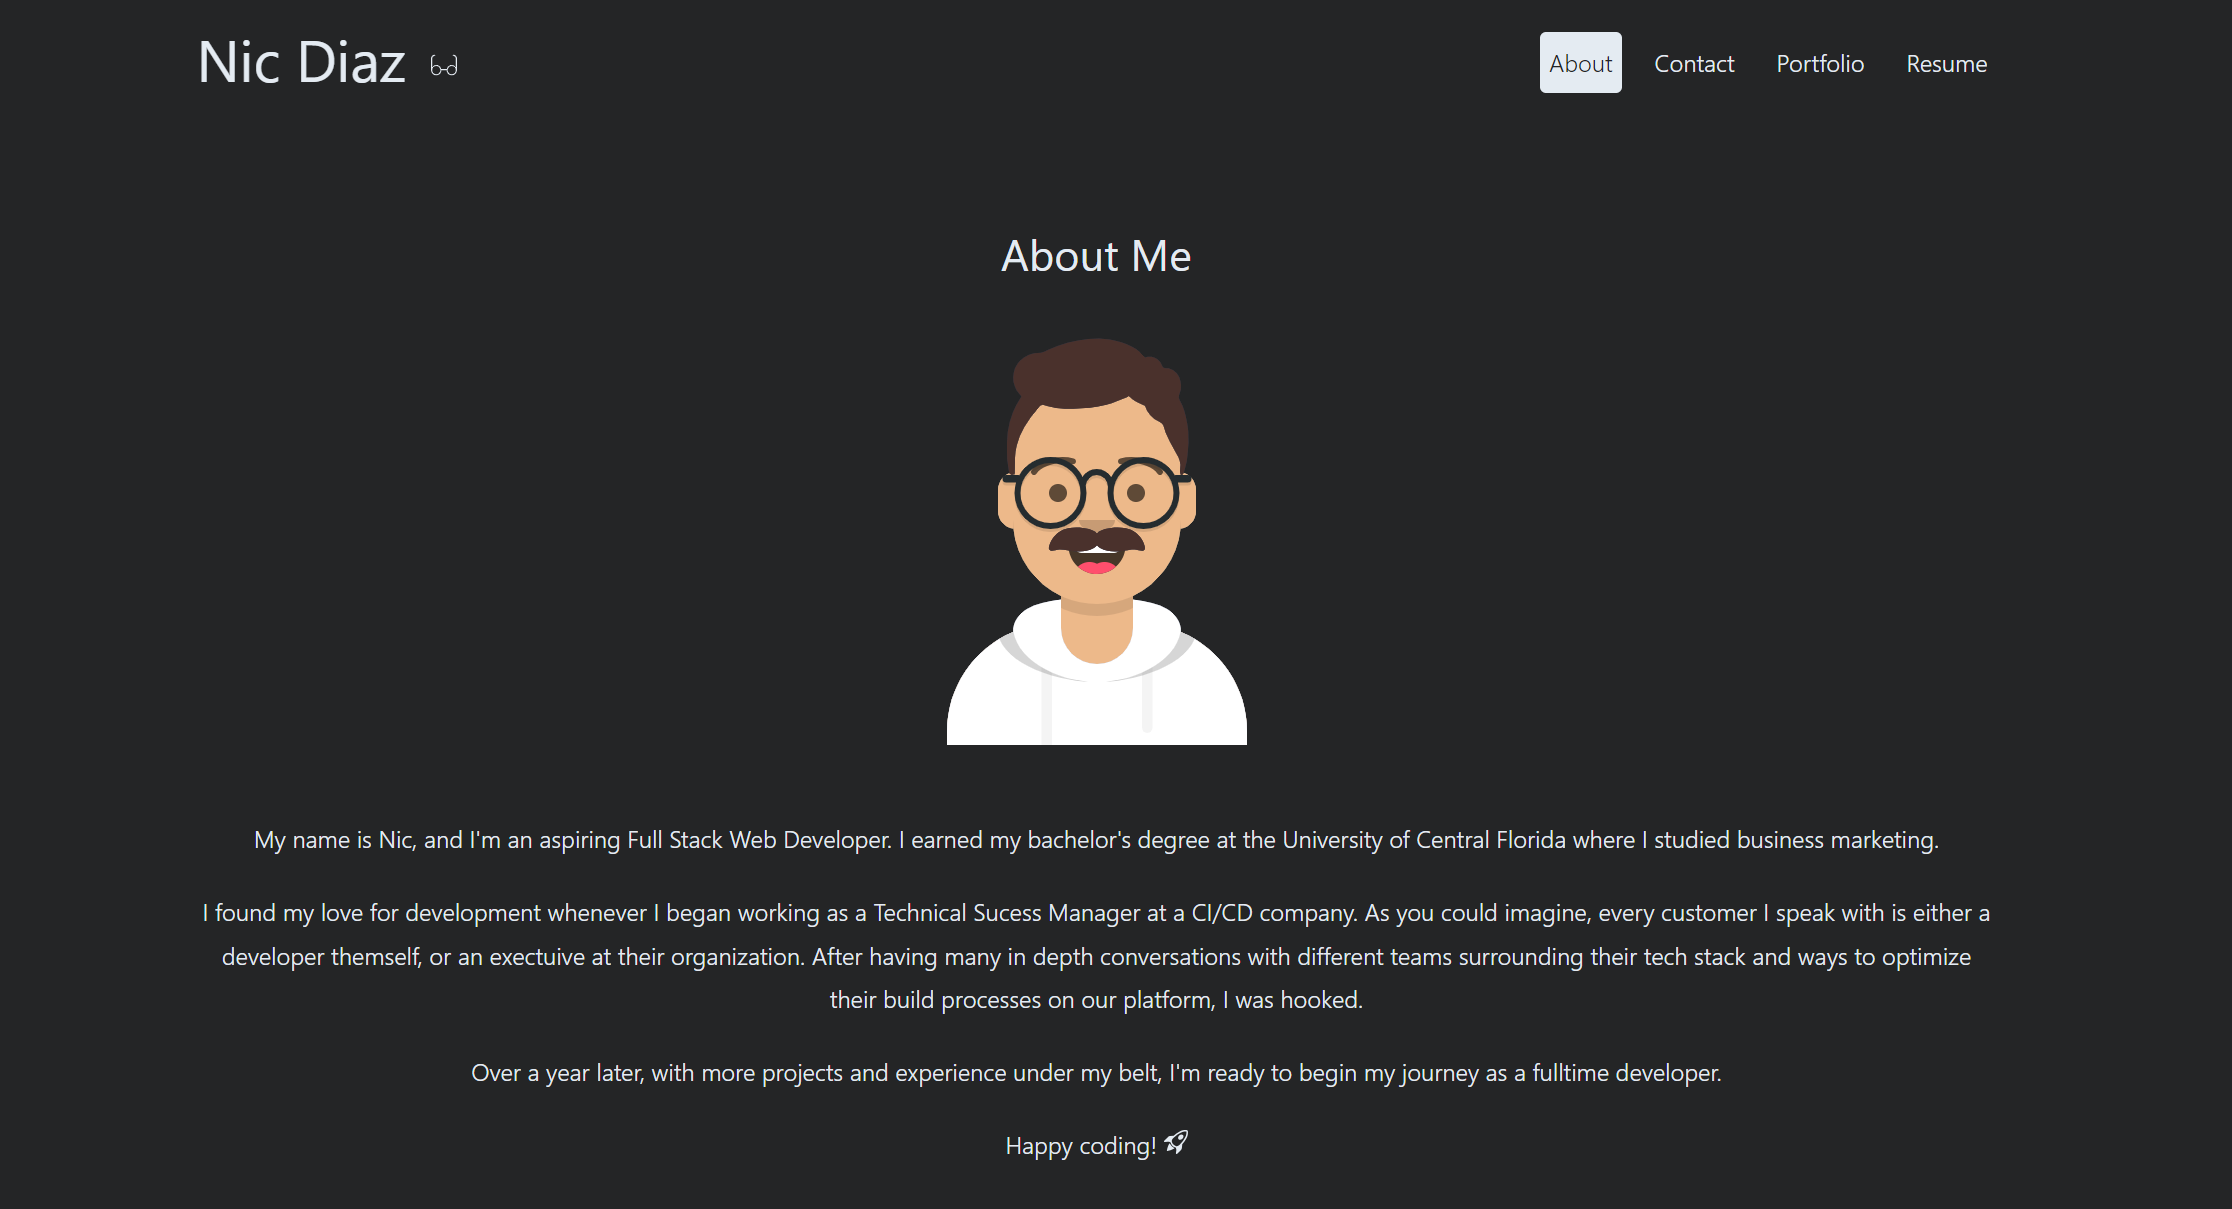 Nic Diaz
About
Contact
Portfolio
Resume
About Me
My name is Nic, and I'm an aspiring Full Stack Web Developer. I earned my bachelor's degree at the University of Central Florida where I studied business marketing.
I found my love for development whenever I began working as a Technical Sucess Manager at a CI/CD company. As you could imagine, every customer I speak with is either a
developer themself, or an exectuive at their organization. After having many in depth conversations with different teams surrounding their tech stack and ways to optimize
their build processes on our platform, I was hooked.
Over a year later, with more projects and experience under my belt, I'm ready to begin my journey as a fulltime developer.
Happy coding!